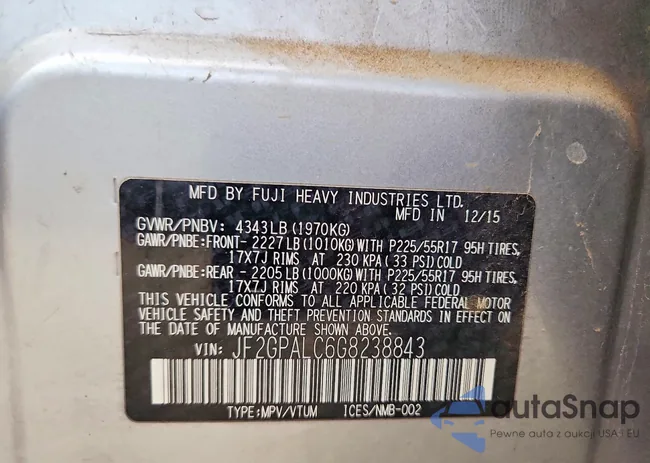 MFD BY FUJI HEAVY INDUSTRIES LTD.
MFD IN 12/15
GVWR/PNBV: 4343LB(1970KG)
GAWR/PNBE:FRONT- 2227LB(1010KG)WITH P225/55R17 95H TIRES,
17X7J RIMS AT 230 KPA(33 PSI)COLD
GAWR/PNBE:REAR - 2205LB(1000KG)WITH P225/55R17 95H TIRES,
17X7J RIMS AT 220 KPA(32 PSI)COLD
THIS VEHICLE CONFORMS TO ALL APPLICABLE FEDERAL MOTOR
VEHICLE SAFETY AND THEFT PREVENTION STANDARDS IN EFFECT ON
THE DATE OF MANUFACTURE SHOWN ABOVE.
VIN: JF2GPALC6G8238843
TYPE:MPV/VTUM ICES/NMB-002
autaSnap
Pewne auta z aukcji USA i EU